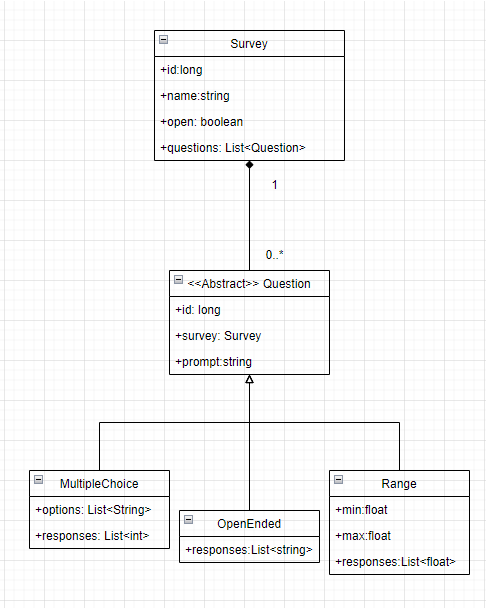 Survey
+id:long
+name:string
+open: boolean
+questions: List<Question>
1
0..*
<<Abstract>> Question
+id: long
+survey: Survey
+prompt:string
MultipleChoice
+options: List<String>
+responses: List<int>
OpenEnded
+responses:List<string>
Range
+min:float
+max:float
+responses:List<float>